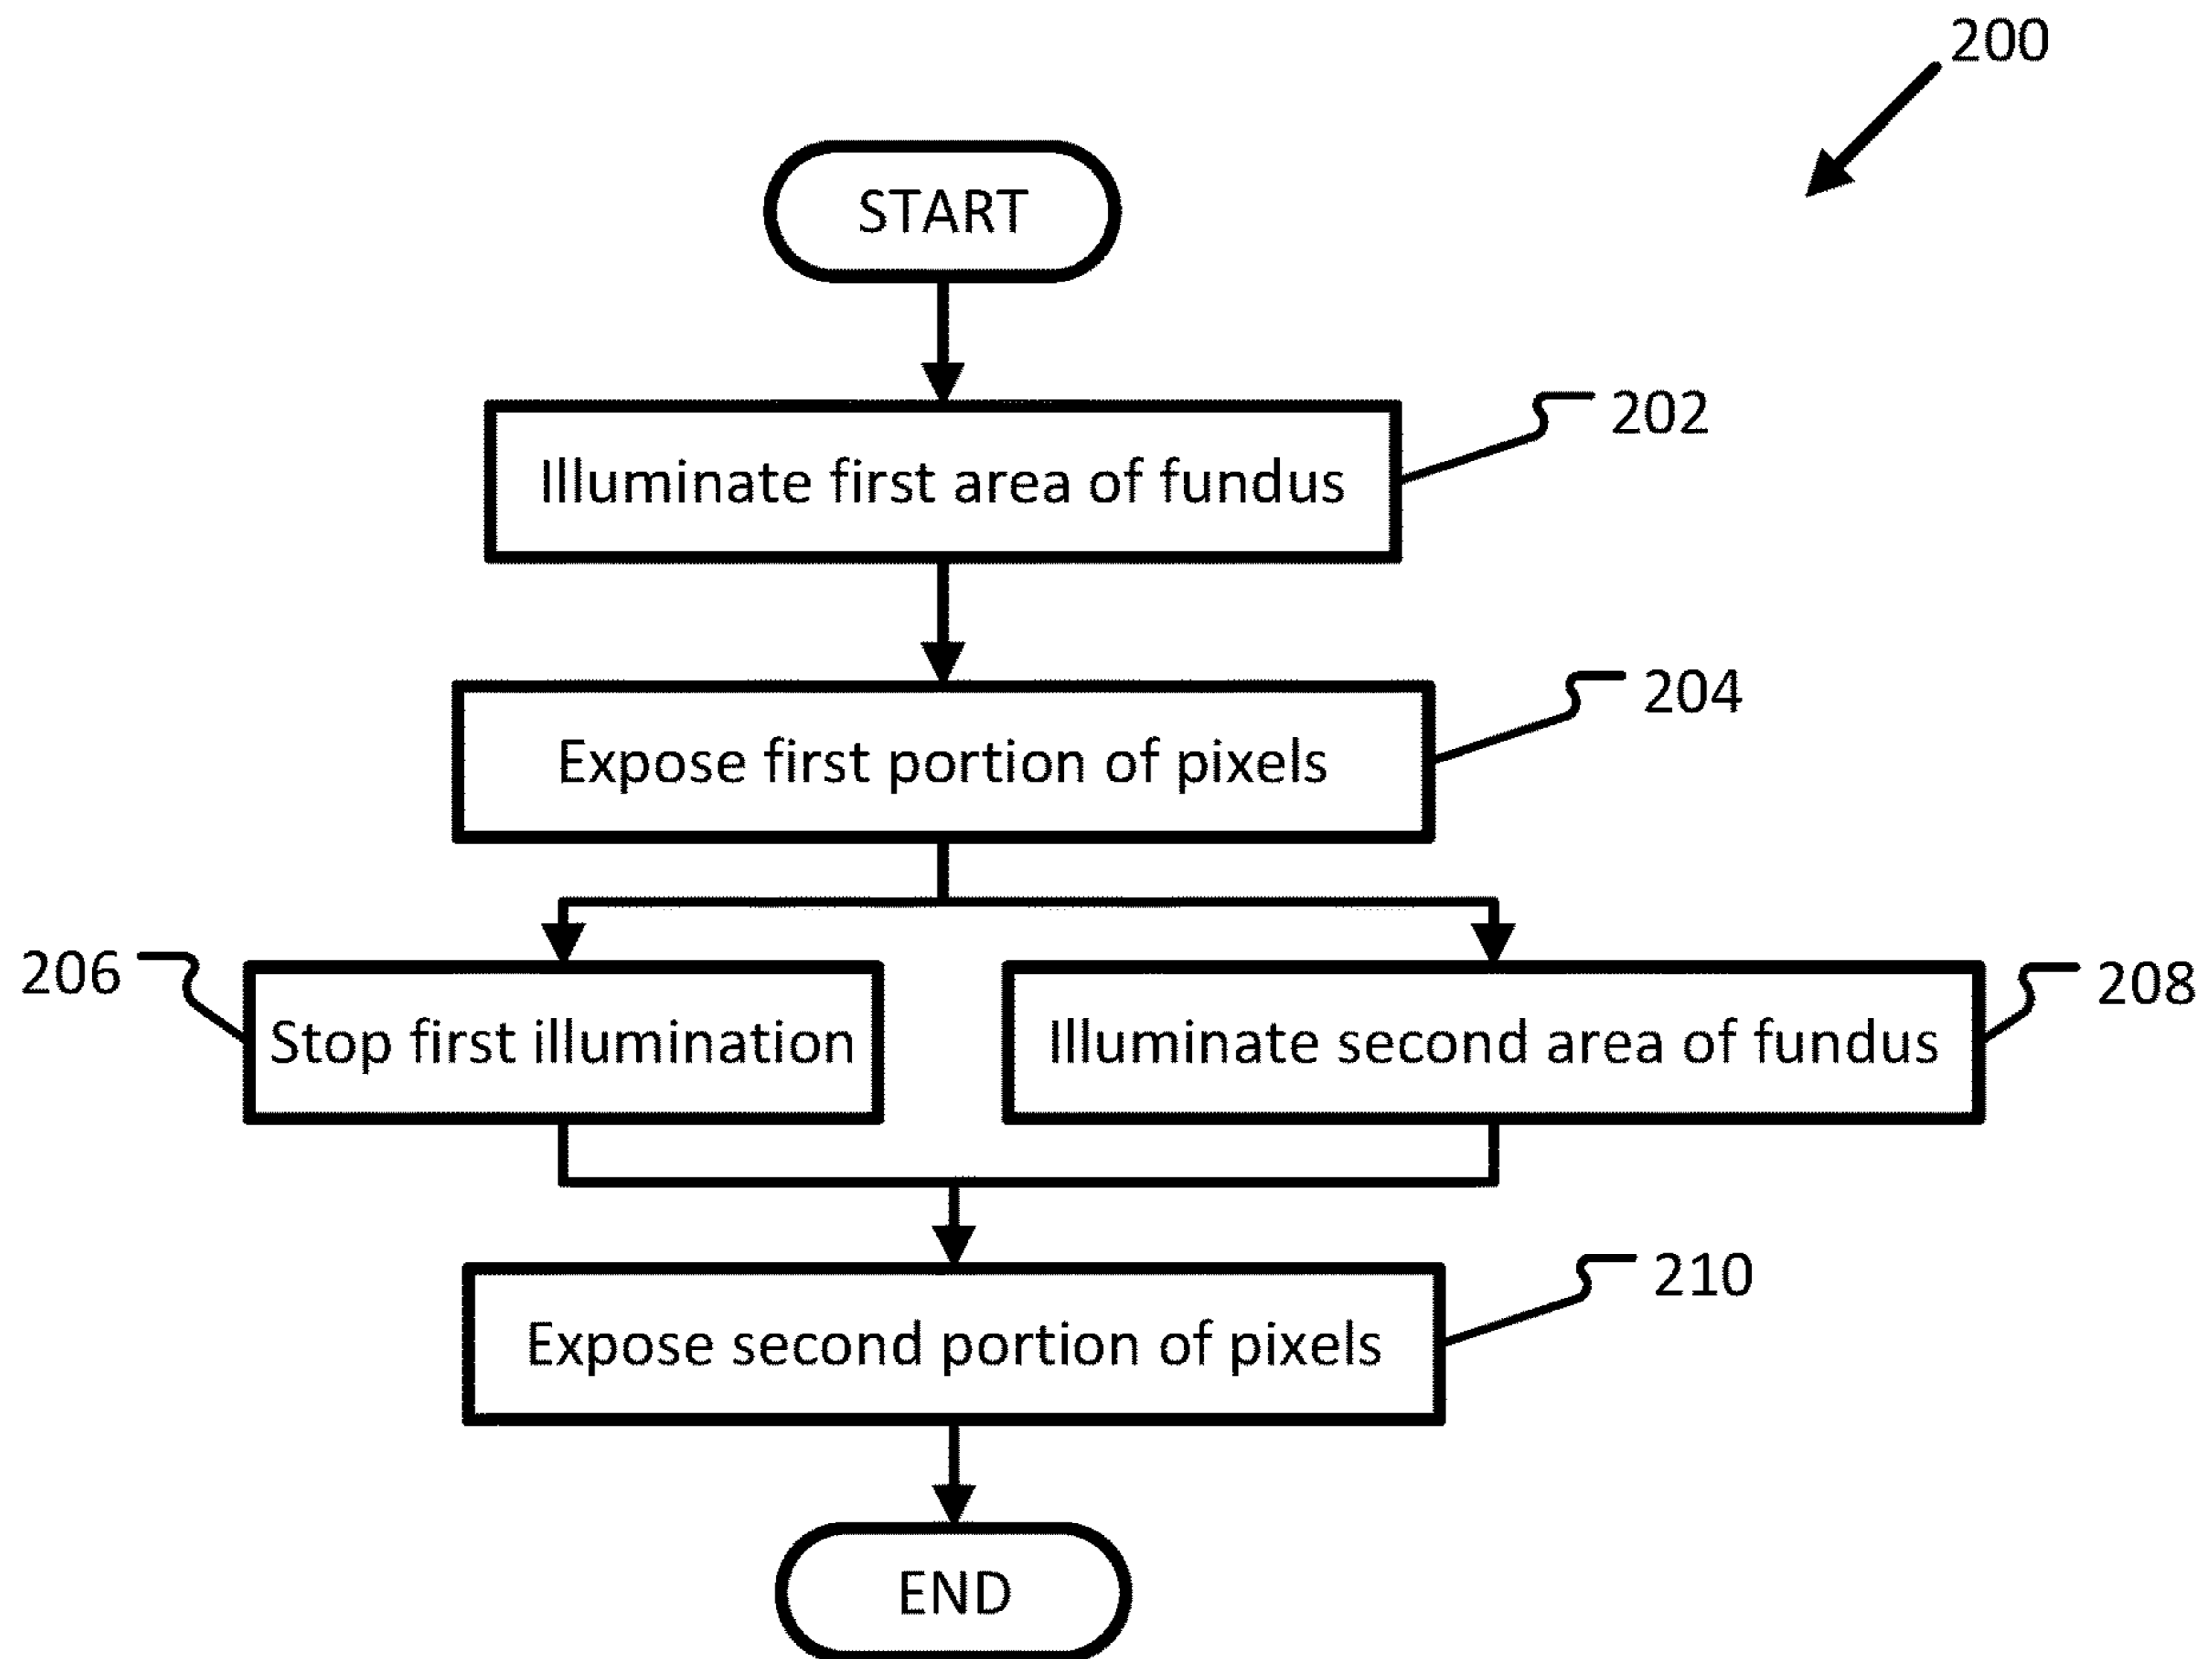 200
START
202
Illuminate first area of fundus
204
Expose first portion of pixels
206
208
Stop first illumination
Illuminate second area of fundus
210
Expose second portion of pixels
END